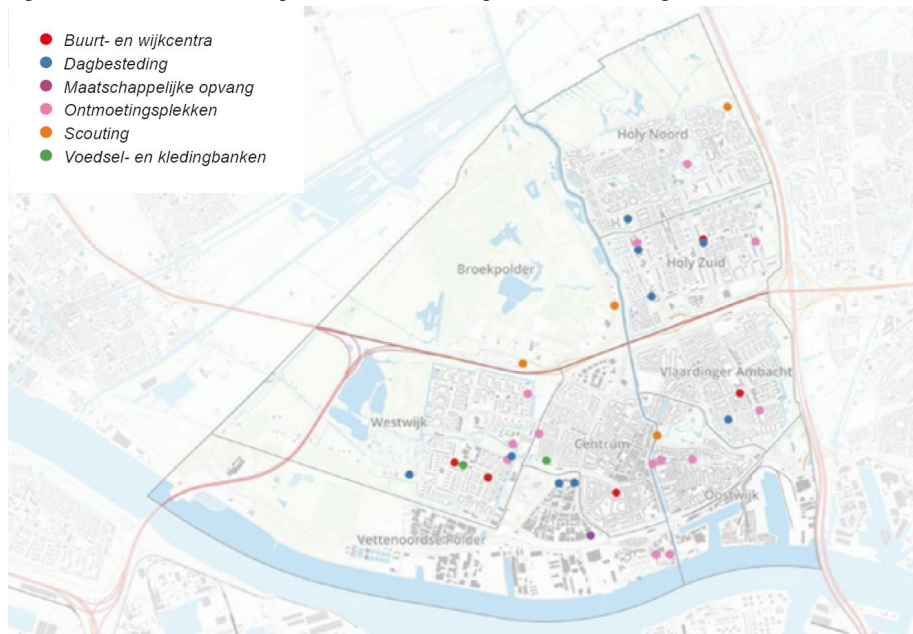 Buurt- en wijkcentra
Dagbesteding
Maatschappelijke opvang
Ontmoetingsplekken
Scouting
Voedsel- en kledingbanken
Holy Noord
Holy Zuid
Broekpolder
Vlaardinger Ambacht
Westwijk
Centrum
Oostwijk
Vettenoordse Polder